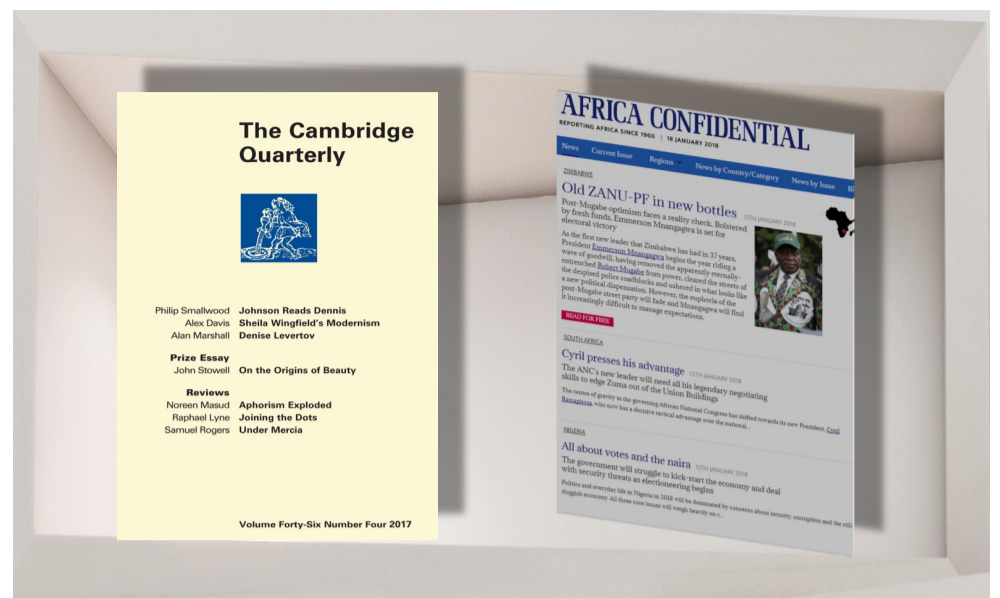 The Cambridge
Quarterly
Philip Smallwood Johnson Reads Dennis
Alex Davis Sheila Wingfield's Modernism
Alan Marshall Denise Levertov
Prize Essay
John Stowell On the Origins of Beauty
Reviews
Noreen Masud Aphorism Exploded
Raphael Lyne Joining the Dots
Samuel Rogers Under Mercia
Volume Forty-Six Number Four 2017
AFRICA CONFIDENTIAL
REPORTING AFRICA SINCE 1960 | 18 JANUARY 2018
News Current Issue Regions News by Country/Category News by Issue
ZIMBABWE
Old ZANU-PF in new bottles 12TH JANUARY 2018
Post-Mugabe optimism faces a reality check. Bolstered
by fresh funds, Emmerson Mnangagwa is set for
electoral victory
As the first new leader that Zimbabwe has had in 37 years,
President Emmerson Mnangagwa begins the year riding a
wave of goodwill, having removed the apparently eternally-
entrenched Robert Mugabe from power, cleared the streets of
the despised police roadblocks and ushered in what looks like
a new political dispensation. However, the euphoria of the
post-Mugabe street party will fade and Mnangagwa will find
it increasingly difficult to manage expectations.
READ FOR FREE
SOUTH AFRICA
Cyril presses his advantage 12TH JANUARY 2018
The ANC's new leader will need all his legendary negotiating
skills to edge Zuma out of the Union Buildings
The centre of gravity in the governing African National Congress has shifted towards its new President, Cyril
Ramaphosa, who now has a decisive tactical advantage over the national...
NIGERIA
All about votes and the naira 12TH JANUARY 2018
The government will struggle to kick-start the economy and deal
with security threats as electioneering begins
Politics and everyday life in Nigeria in 2018 will be dominated by concerns about security, corruption and the still
sluggish economy. All three core issues will weigh heavily on r...